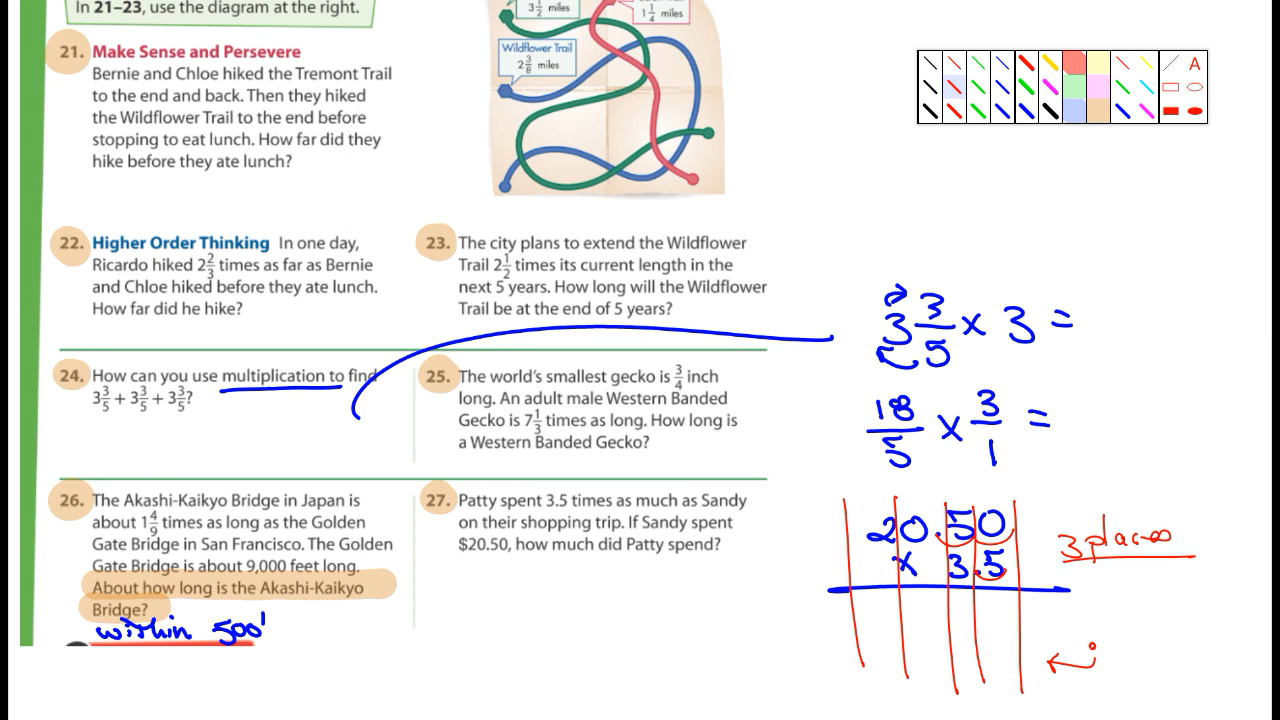 In 21–23, use the diagram at the right.
3 1/2 miles
1 1/4 miles
Wildflower Trail
2 3/8 miles
21. Make Sense and Persevere
Bernie and Chloe hiked the Tremont Trail
to the end and back. Then they hiked
the Wildflower Trail to the end before
stopping to eat lunch. How far did they
hike before they ate lunch?
22. Higher Order Thinking In one day,
Ricardo hiked 2 2/3 times as far as Bernie
and Chloe hiked before they ate lunch.
How far did he hike?
23. The city plans to extend the Wildflower
Trail 2 1/2 times its current length in the
next 5 years. How long will the Wildflower
Trail be at the end of 5 years?
24. How can you use multiplication to find
3 3/5 + 3 3/5 + 3 3/5?
25. The world's smallest gecko is 3/4 inch
long. An adult male Western Banded
Gecko is 7 1/3 times as long. How long is
a Western Banded Gecko?
26. The Akashi-Kaikyo Bridge in Japan is
about 1 4/9 times as long as the Golden
Gate Bridge in San Francisco. The Golden
Gate Bridge is about 9,000 feet long.
About how long is the Akashi-Kaikyo
Bridge?
within 500'
27. Patty spent 3.5 times as much as Sandy
on their shopping trip. If Sandy spent
$20.50, how much did Patty spend?
A
3 3/5 x 3 =
18/5 x 3/1 =
20.50
x 3.5
3 places